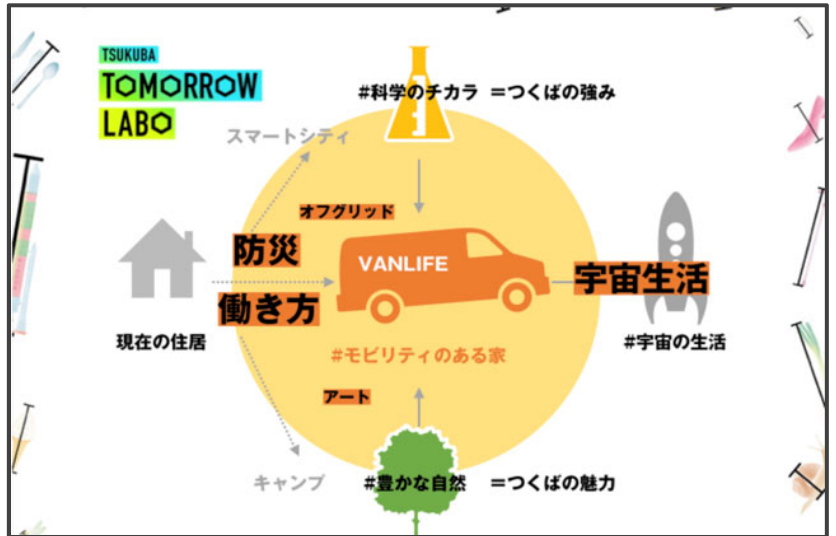 TSUKUBA
TOMORROW
LABO
#科学のチカラ =つくばの強み
スマートシティ
オフグリッド
防災
VANLIFE
宇宙生活
働き方
現在の住居
#モビリティのある家
#宇宙の生活
アート
キャンプ
#豊かな自然 =つくばの魅力